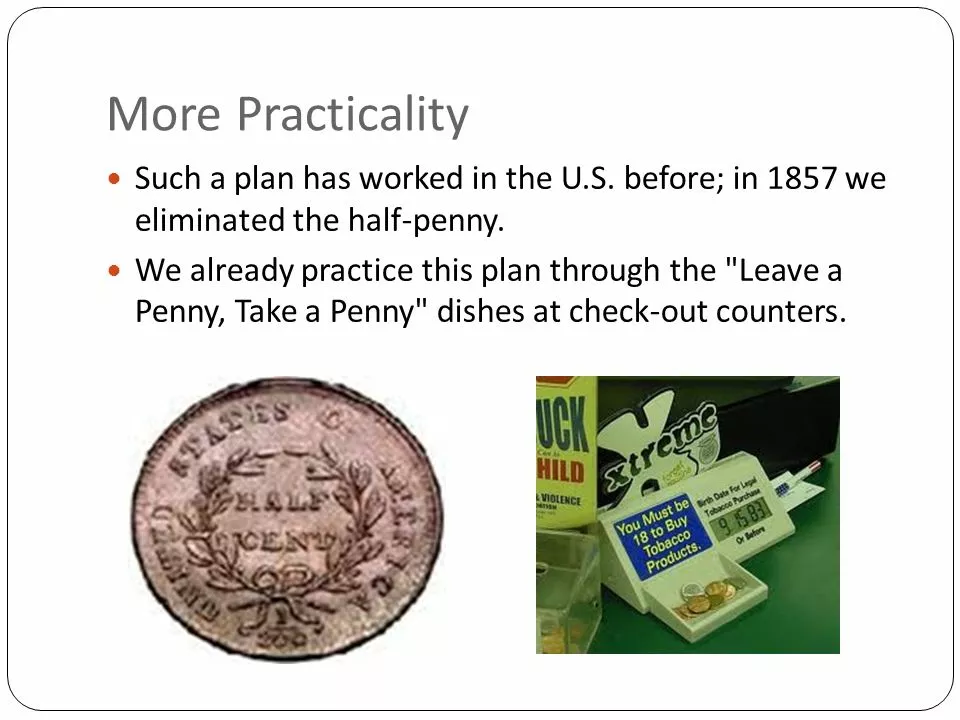 More Practicality
• Such a plan has worked in the U.S. before; in 1857 we
eliminated the half-penny.
• We already practice this plan through the "Leave a
Penny, Take a Penny" dishes at check-out counters.
UNITED STATES OF AMERICA
HALF
CENT
1
200
UCK
HILD
& VIOLENCE
xtreme
You Must be
18 to Buy
Tobacco
Products.
Birth Date For Legal
Tobacco Purchase
9 15 83
Or Before